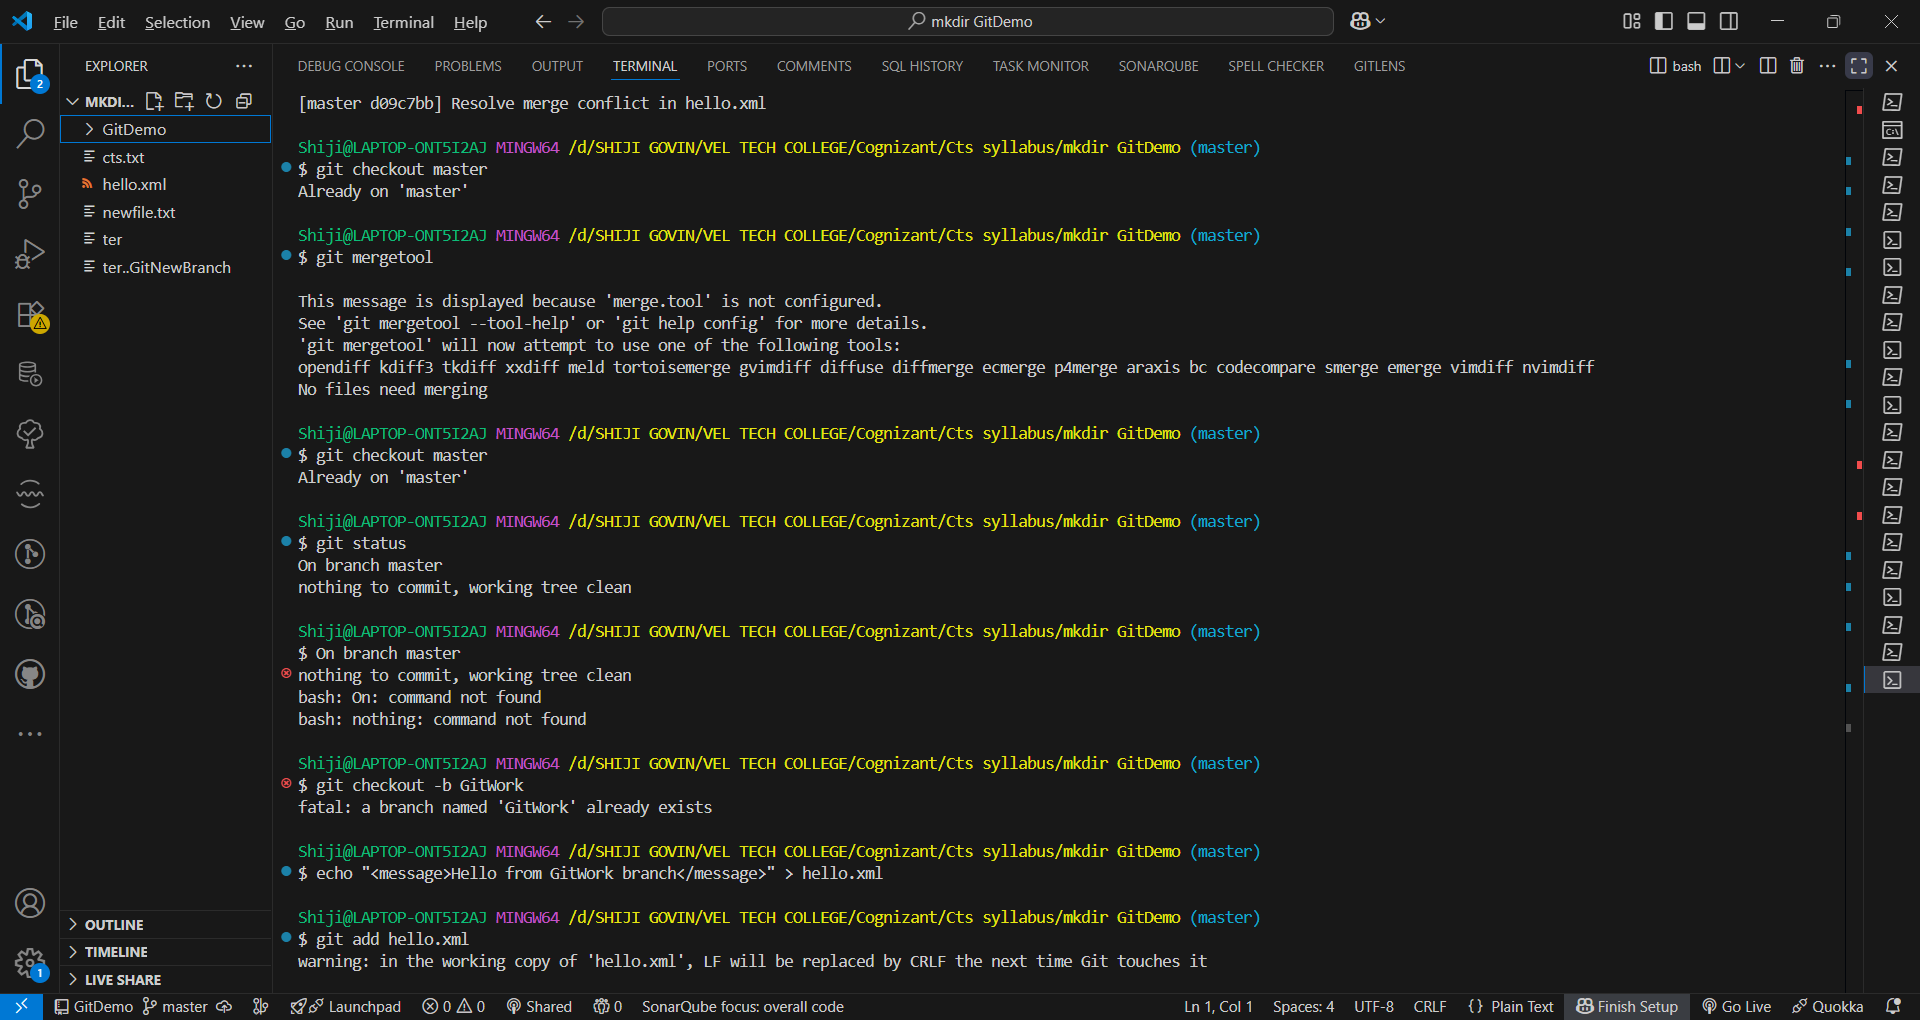 File Edit Selection View Go Run Terminal Help mkdir GitDemo
EXPLORER
2
MKDI...
GitDemo
cts.txt
hello.xml
newfile.txt
ter
ter..GitNewBranch
OUTLINE
TIMELINE
LIVE SHARE
1
DEBUG CONSOLE PROBLEMS OUTPUT TERMINAL PORTS COMMENTS SQL HISTORY TASK MONITOR SONARQUBE SPELL CHECKER GITLENS bash
[master d09c7bb] Resolve merge conflict in hello.xml
Shiji@LAPTOP-ONT5I2AJ MINGW64 /d/SHIJI GOVIN/VEL TECH COLLEGE/Cognizant/Cts syllabus/mkdir GitDemo (master)
$ git checkout master
Already on 'master'
Shiji@LAPTOP-ONT5I2AJ MINGW64 /d/SHIJI GOVIN/VEL TECH COLLEGE/Cognizant/Cts syllabus/mkdir GitDemo (master)
$ git mergetool
This message is displayed because 'merge.tool' is not configured.
See 'git mergetool --tool-help' or 'git help config' for more details.
'git mergetool' will now attempt to use one of the following tools:
opendiff kdiff3 tkdiff xxdiff meld tortoisemerge gvimdiff diffuse diffmerge ecmerge p4merge araxis bc codecompare smerge emerge vimdiff nvimdiff
No files need merging
Shiji@LAPTOP-ONT5I2AJ MINGW64 /d/SHIJI GOVIN/VEL TECH COLLEGE/Cognizant/Cts syllabus/mkdir GitDemo (master)
$ git checkout master
Already on 'master'
Shiji@LAPTOP-ONT5I2AJ MINGW64 /d/SHIJI GOVIN/VEL TECH COLLEGE/Cognizant/Cts syllabus/mkdir GitDemo (master)
$ git status
On branch master
nothing to commit, working tree clean
Shiji@LAPTOP-ONT5I2AJ MINGW64 /d/SHIJI GOVIN/VEL TECH COLLEGE/Cognizant/Cts syllabus/mkdir GitDemo (master)
$ On branch master
nothing to commit, working tree clean
bash: On: command not found
bash: nothing: command not found
Shiji@LAPTOP-ONT5I2AJ MINGW64 /d/SHIJI GOVIN/VEL TECH COLLEGE/Cognizant/Cts syllabus/mkdir GitDemo (master)
$ git checkout -b GitWork
fatal: a branch named 'GitWork' already exists
Shiji@LAPTOP-ONT5I2AJ MINGW64 /d/SHIJI GOVIN/VEL TECH COLLEGE/Cognizant/Cts syllabus/mkdir GitDemo (master)
$ echo "<message>Hello from GitWork branch</message>" > hello.xml
Shiji@LAPTOP-ONT5I2AJ MINGW64 /d/SHIJI GOVIN/VEL TECH COLLEGE/Cognizant/Cts syllabus/mkdir GitDemo (master)
$ git add hello.xml
warning: in the working copy of 'hello.xml', LF will be replaced by CRLF the next time Git touches it
GitDemo master Launchpad 0 0 Shared 0 SonarQube focus: overall code Ln 1, Col 1 Spaces: 4 UTF-8 CRLF {} Plain Text Finish Setup Go Live Quokka